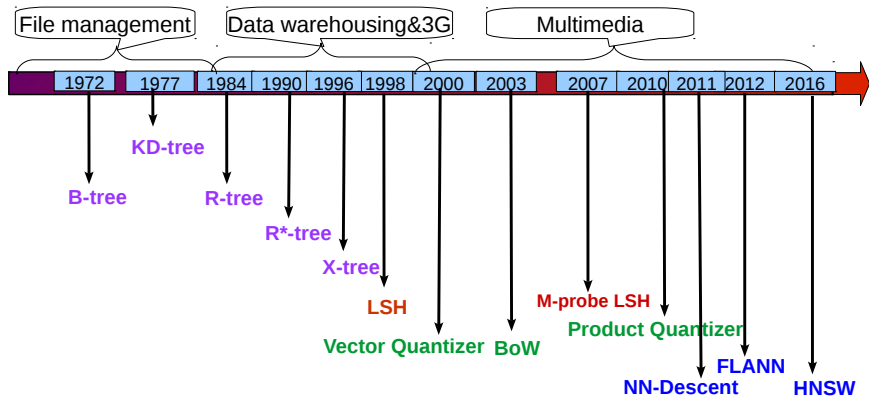 File management
Data warehousing&3G
Multimedia
1972
1977
1984
1990
1996
1998
2000
2003
2007
2010
2011
2012
2016
KD-tree
B-tree
R-tree
R*-tree
X-tree
LSH
M-probe LSH
Product Quantizer
Vector Quantizer
BoW
FLANN
NN-Descent
HNSW